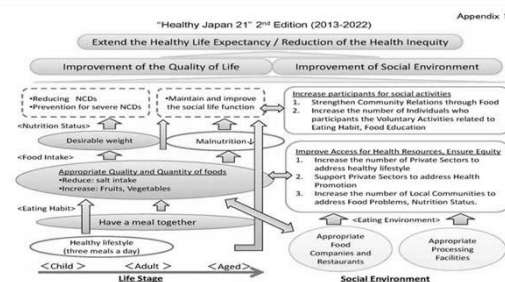 Appendix 1
"Healthy Japan 21" 2nd Edition (2013-2022)
Extend the Healthy Life Expectancy / Reduction of the Health Inequity
Improvement of the Quality of Life
Improvement of Social Environment
•Reducing NCDs
•Prevention for severe NCDs
•Maintain and improve
the social life function
<Nutrition Status>
Desirable weight
Malnutrition↓
<Food Intake>
Appropriate Quality and Quantity of foods
•Reduce: salt intake
•Increase: Fruits, Vegetables
<Eating Habit>
Have a meal together
Healthy lifestyle
(three meals a day)
<Child>
<Adult>
<Aged>
Life Stage
Increase participants for social activities
1. Strengthen Community Relations through Food
2. Increase the number of Individuals who
participants the Voluntary Activities related to
Eating Habit, Food Education
Improve Access for Health Resources, Ensure Equity
1. Increase the number of Private Sectors to
address healthy lifestyle
2. Support Private Sectors to address Health
Promotion
3. Increase the number of Local Communities to
address Food Problems, Nutrition Status.
<Eating Environment>
Appropriate
Food
Companies and
Restaurants
Appropriate
Processing
Facilities
Social Environment